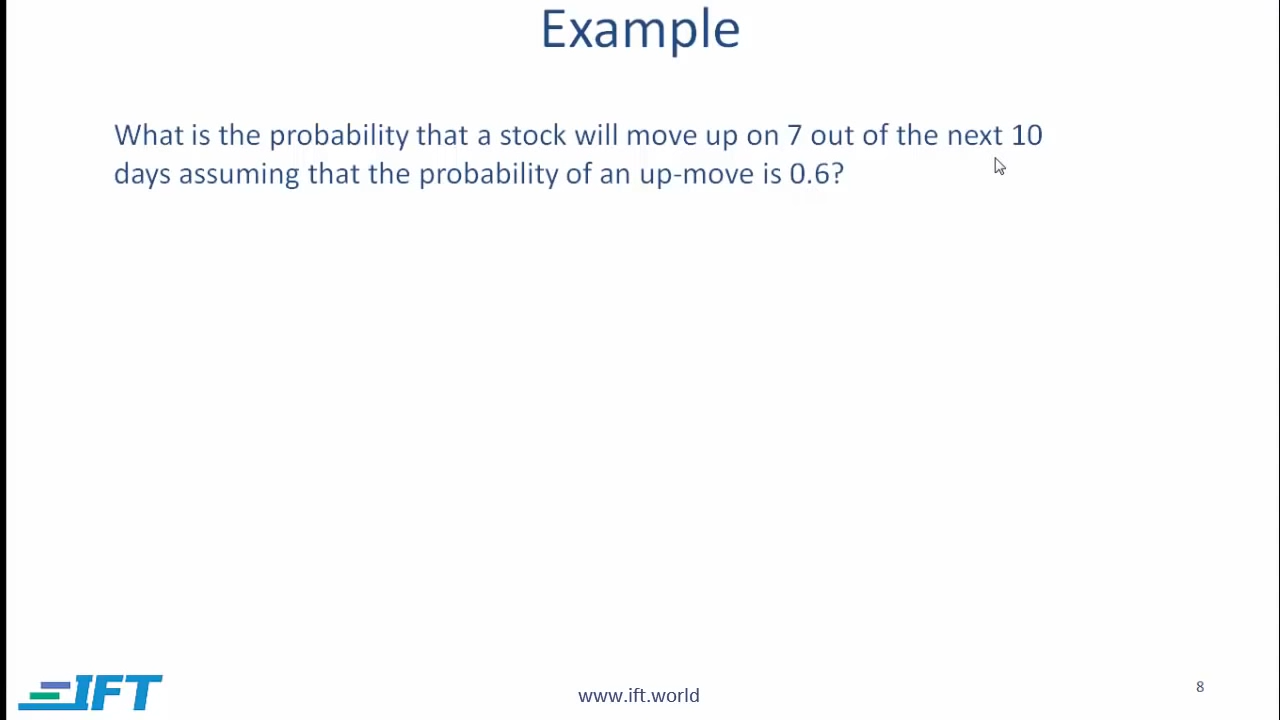 Example
What is the probability that a stock will move up on 7 out of the next 10
days assuming that the probability of an up-move is 0.6?
IFT
www.ift.world
8